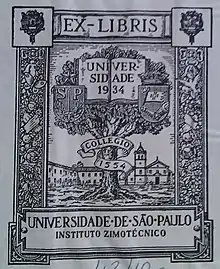 EX-LIBRIS
UNIVER-
SIDADE
1934
S P
COLLEGIO
1554
UNIVERSIDADE-DE-SÃO-PAULO
INSTITUTO ZIMOTÉCNICO